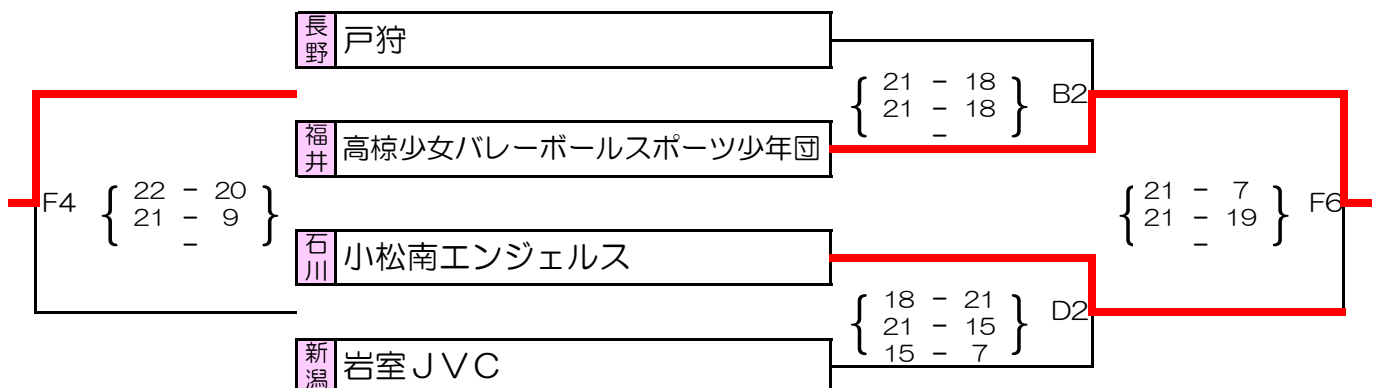 長野 戸狩
21 - 18
21 - 18
-
B2
福井 高椋少女バレーボールスポーツ少年団
F4
22 - 20
21 - 9
-
21 - 7
21 - 19
-
F6
石川 小松南エンジェルス
18 - 21
21 - 15
15 - 7
D2
新潟 岩室JVC